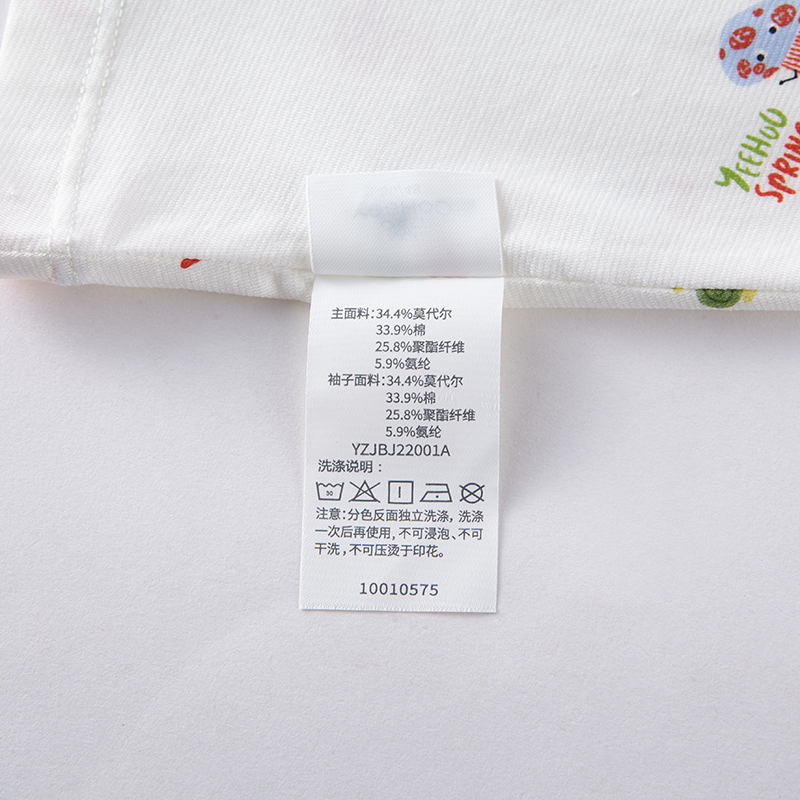 YEEHOU
SPRING
主面料:34.4%莫代尔
33.9%棉
25.8%聚酯纤维
5.9%氨纶
袖子面料:34.4%莫代尔
33.9%棉
25.8%聚酯纤维
5.9%氨纶
YZJBJ22001A
洗涤说明:
30
注意:分色反面独立洗涤,洗涤
一次后再使用,不可浸泡、不可
干洗,不可压烫于印花。
10010575